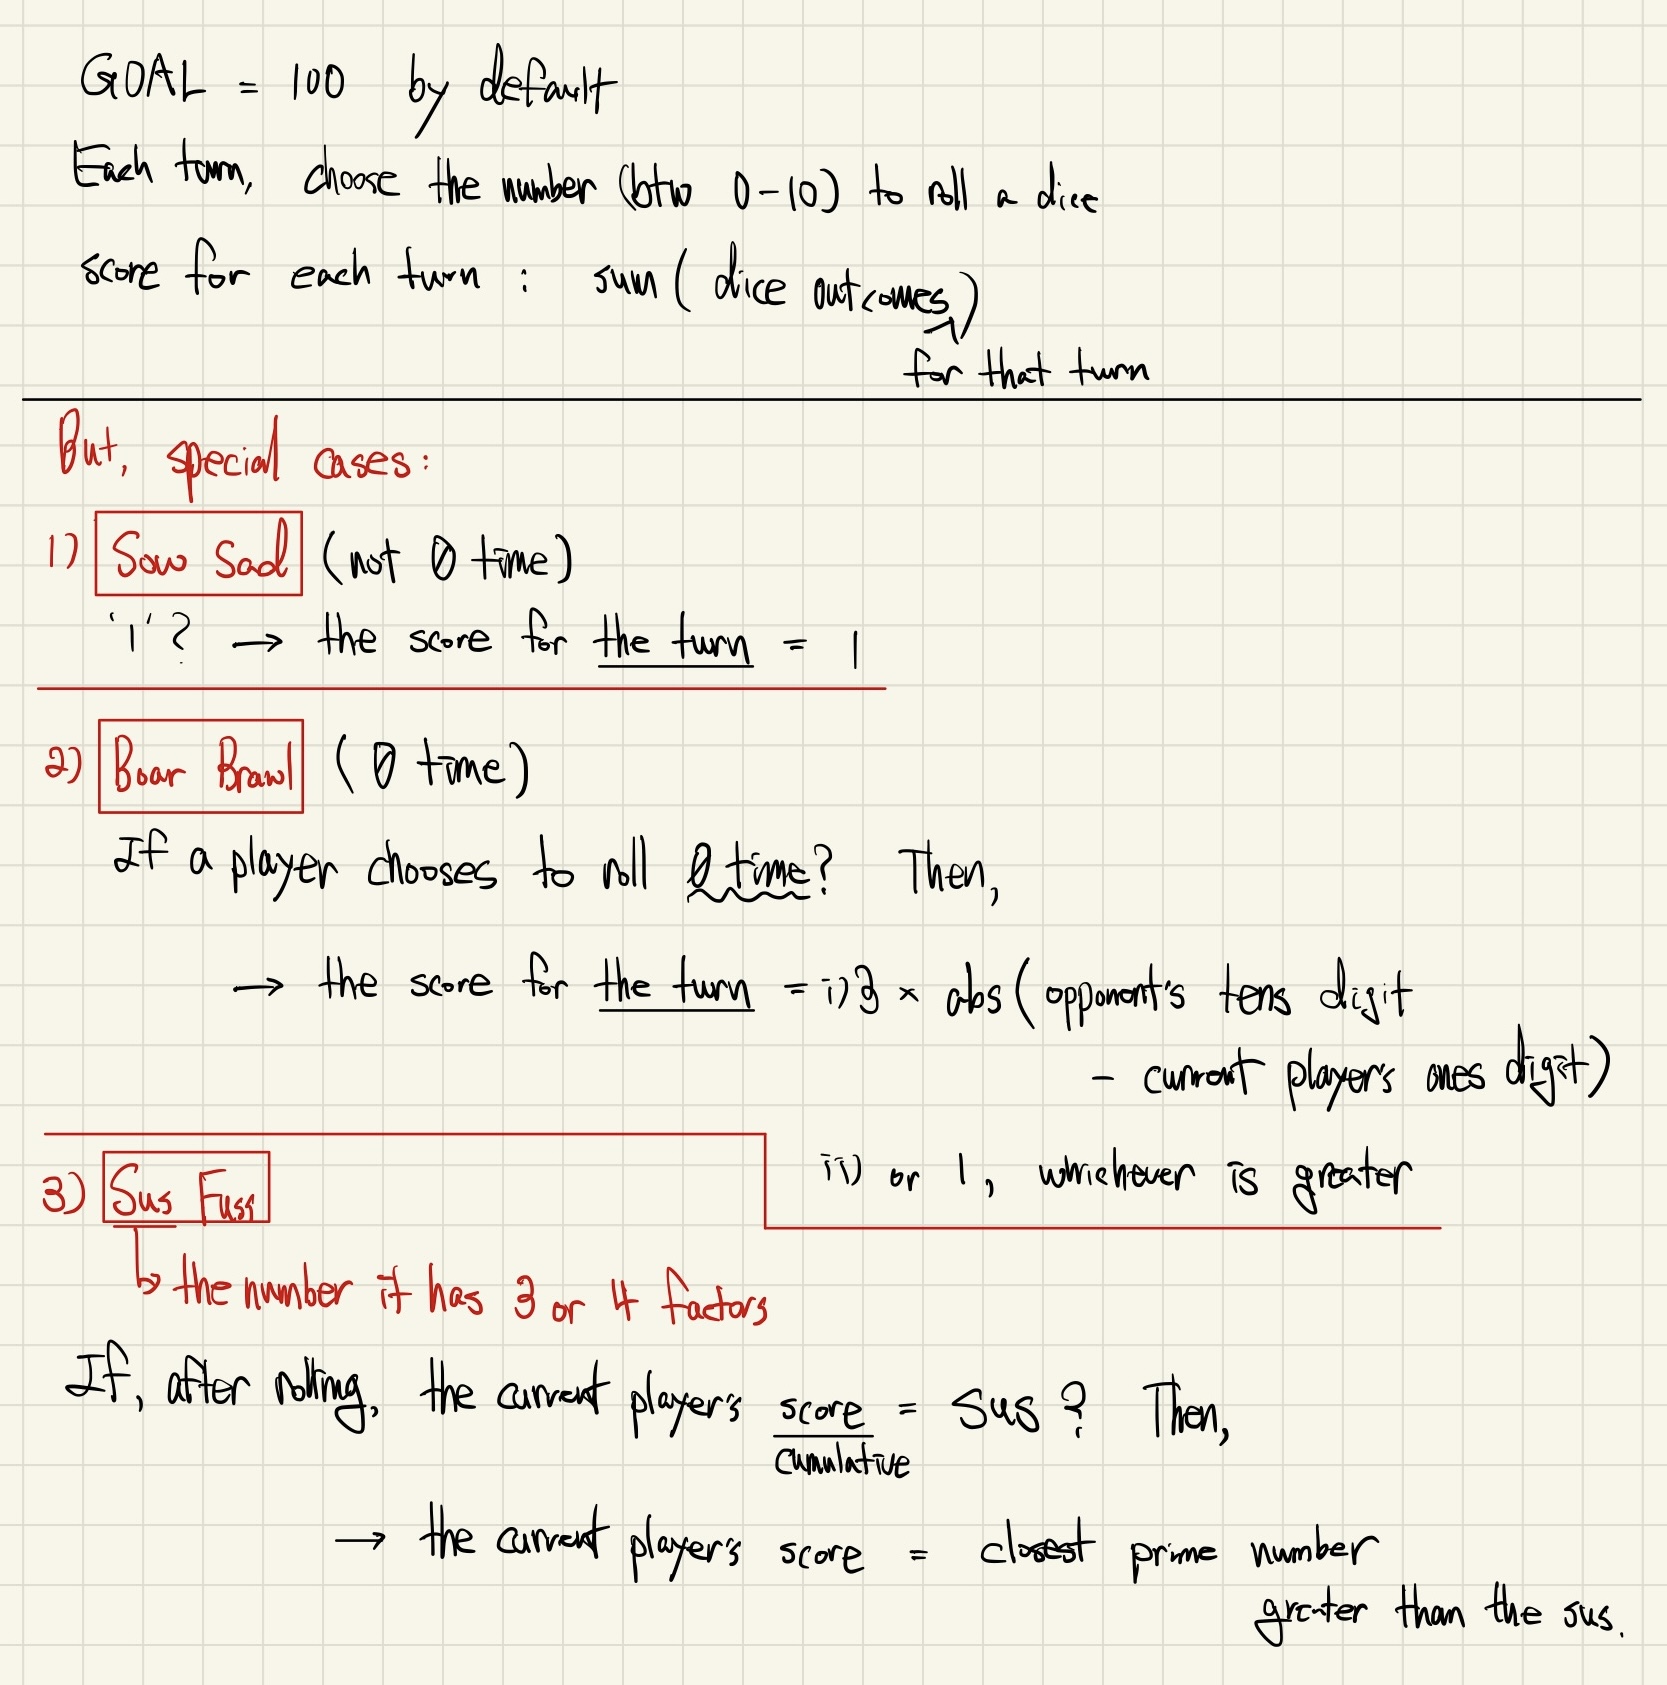 GOAL = 100 by default
Each turn, choose the number (btw 0-10) to roll a dice
score for each turn : sum( dice outcomes)
for that turn
But, special cases:
1) Sow Sad (not 0 time)
'1'? → the score for the turn = 1
2) Boar Brawl (0 time)
If a player chooses to roll 0 time? Then,
→ the score for the turn = i) 3 × abs(opponent's tens digit
- current player's ones digit)
ii) or 1, whichever is greater
3) Sus Fuss
↳ the number it has 3 or 4 factors
If, after rolling, the current player's score = sus? Then,
cumulative
→ the current player's score = closest prime number
greater than the sus.